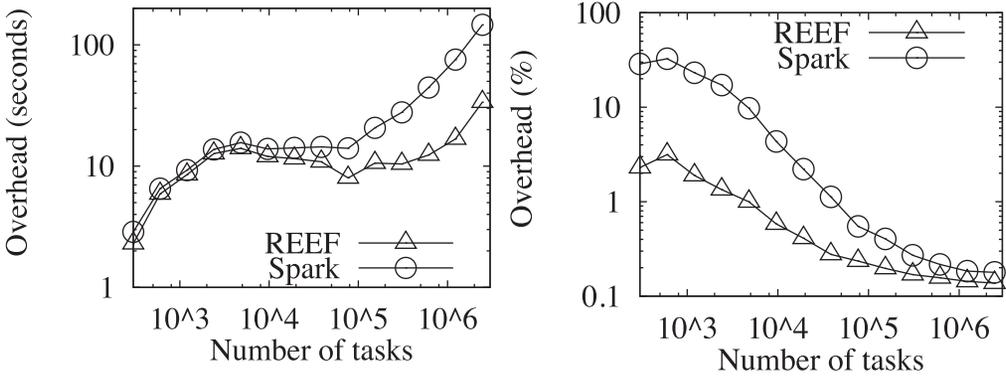 Overhead (seconds)
100
10
1
REEF
Spark
10^3 10^4 10^5 10^6
Number of tasks
Overhead (%)
100
10
1
0.1
REEF
Spark
10^3 10^4 10^5 10^6
Number of tasks